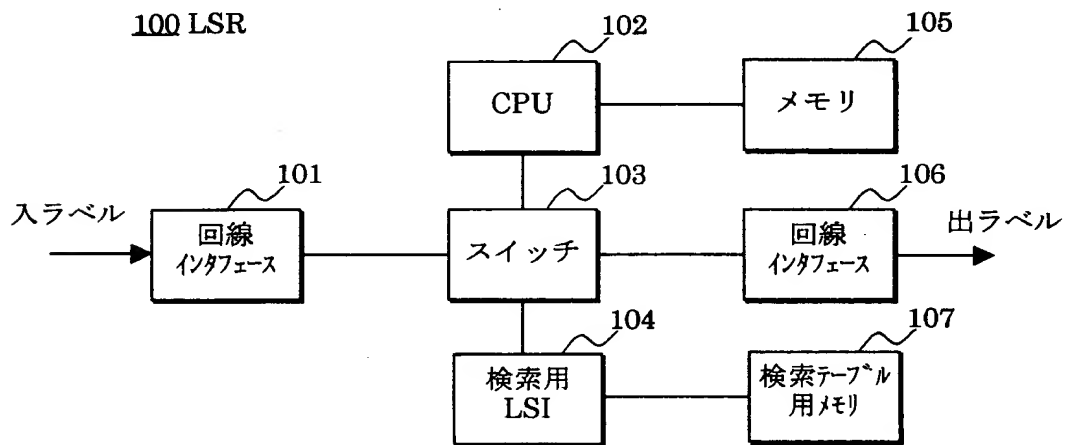 100 LSR
102
105
CPU
メモリ
101
103
106
入ラベル
回線
インタフェース
スイッチ
回線
インタフェース
出ラベル
104
107
検索用
LSI
検索テーブル
用メモリ